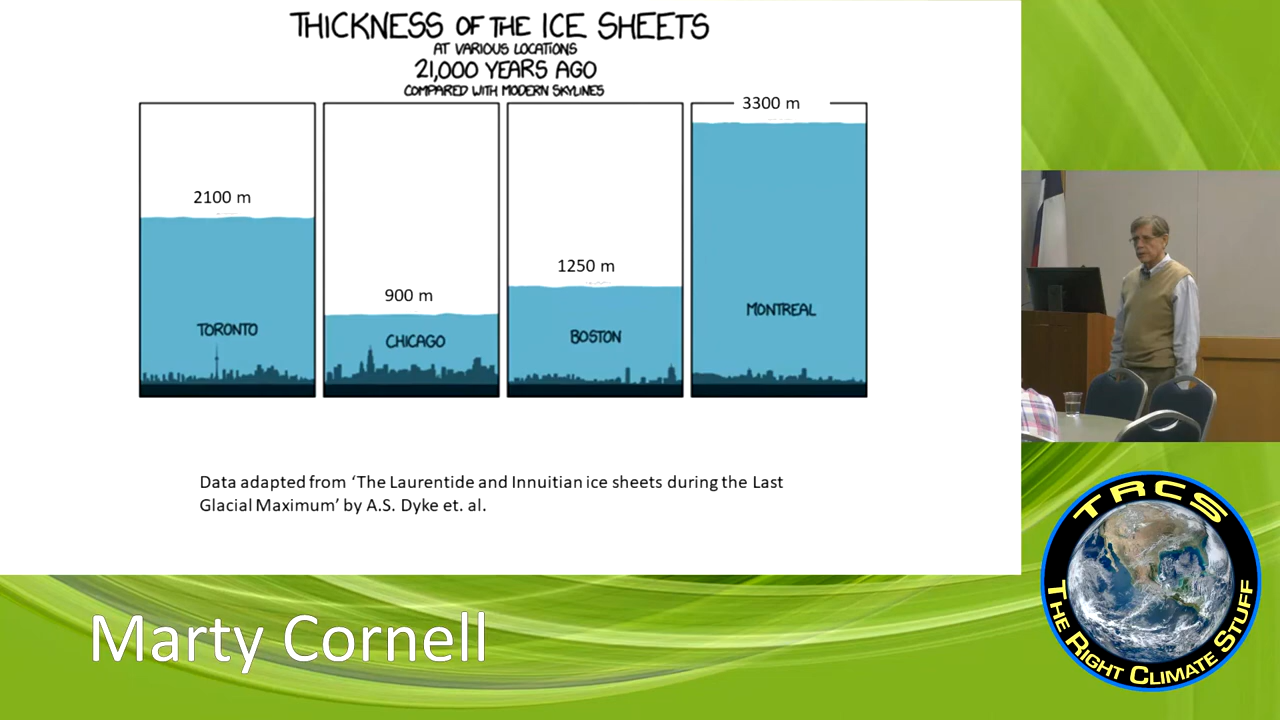 THICKNESS OF THE ICE SHEETS
AT VARIOUS LOCATIONS
21,000 YEARS AGO
COMPARED WITH MODERN SKYLINES
2100 m
900 m
1250 m
3300 m
TORONTO
CHICAGO
BOSTON
MONTREAL
Data adapted from ‘The Laurentide and Innuitian ice sheets during the Last
Glacial Maximum’ by A.S. Dyke et. al.
Marty Cornell
TRCS
THE RIGHT CLIMATE STUFF